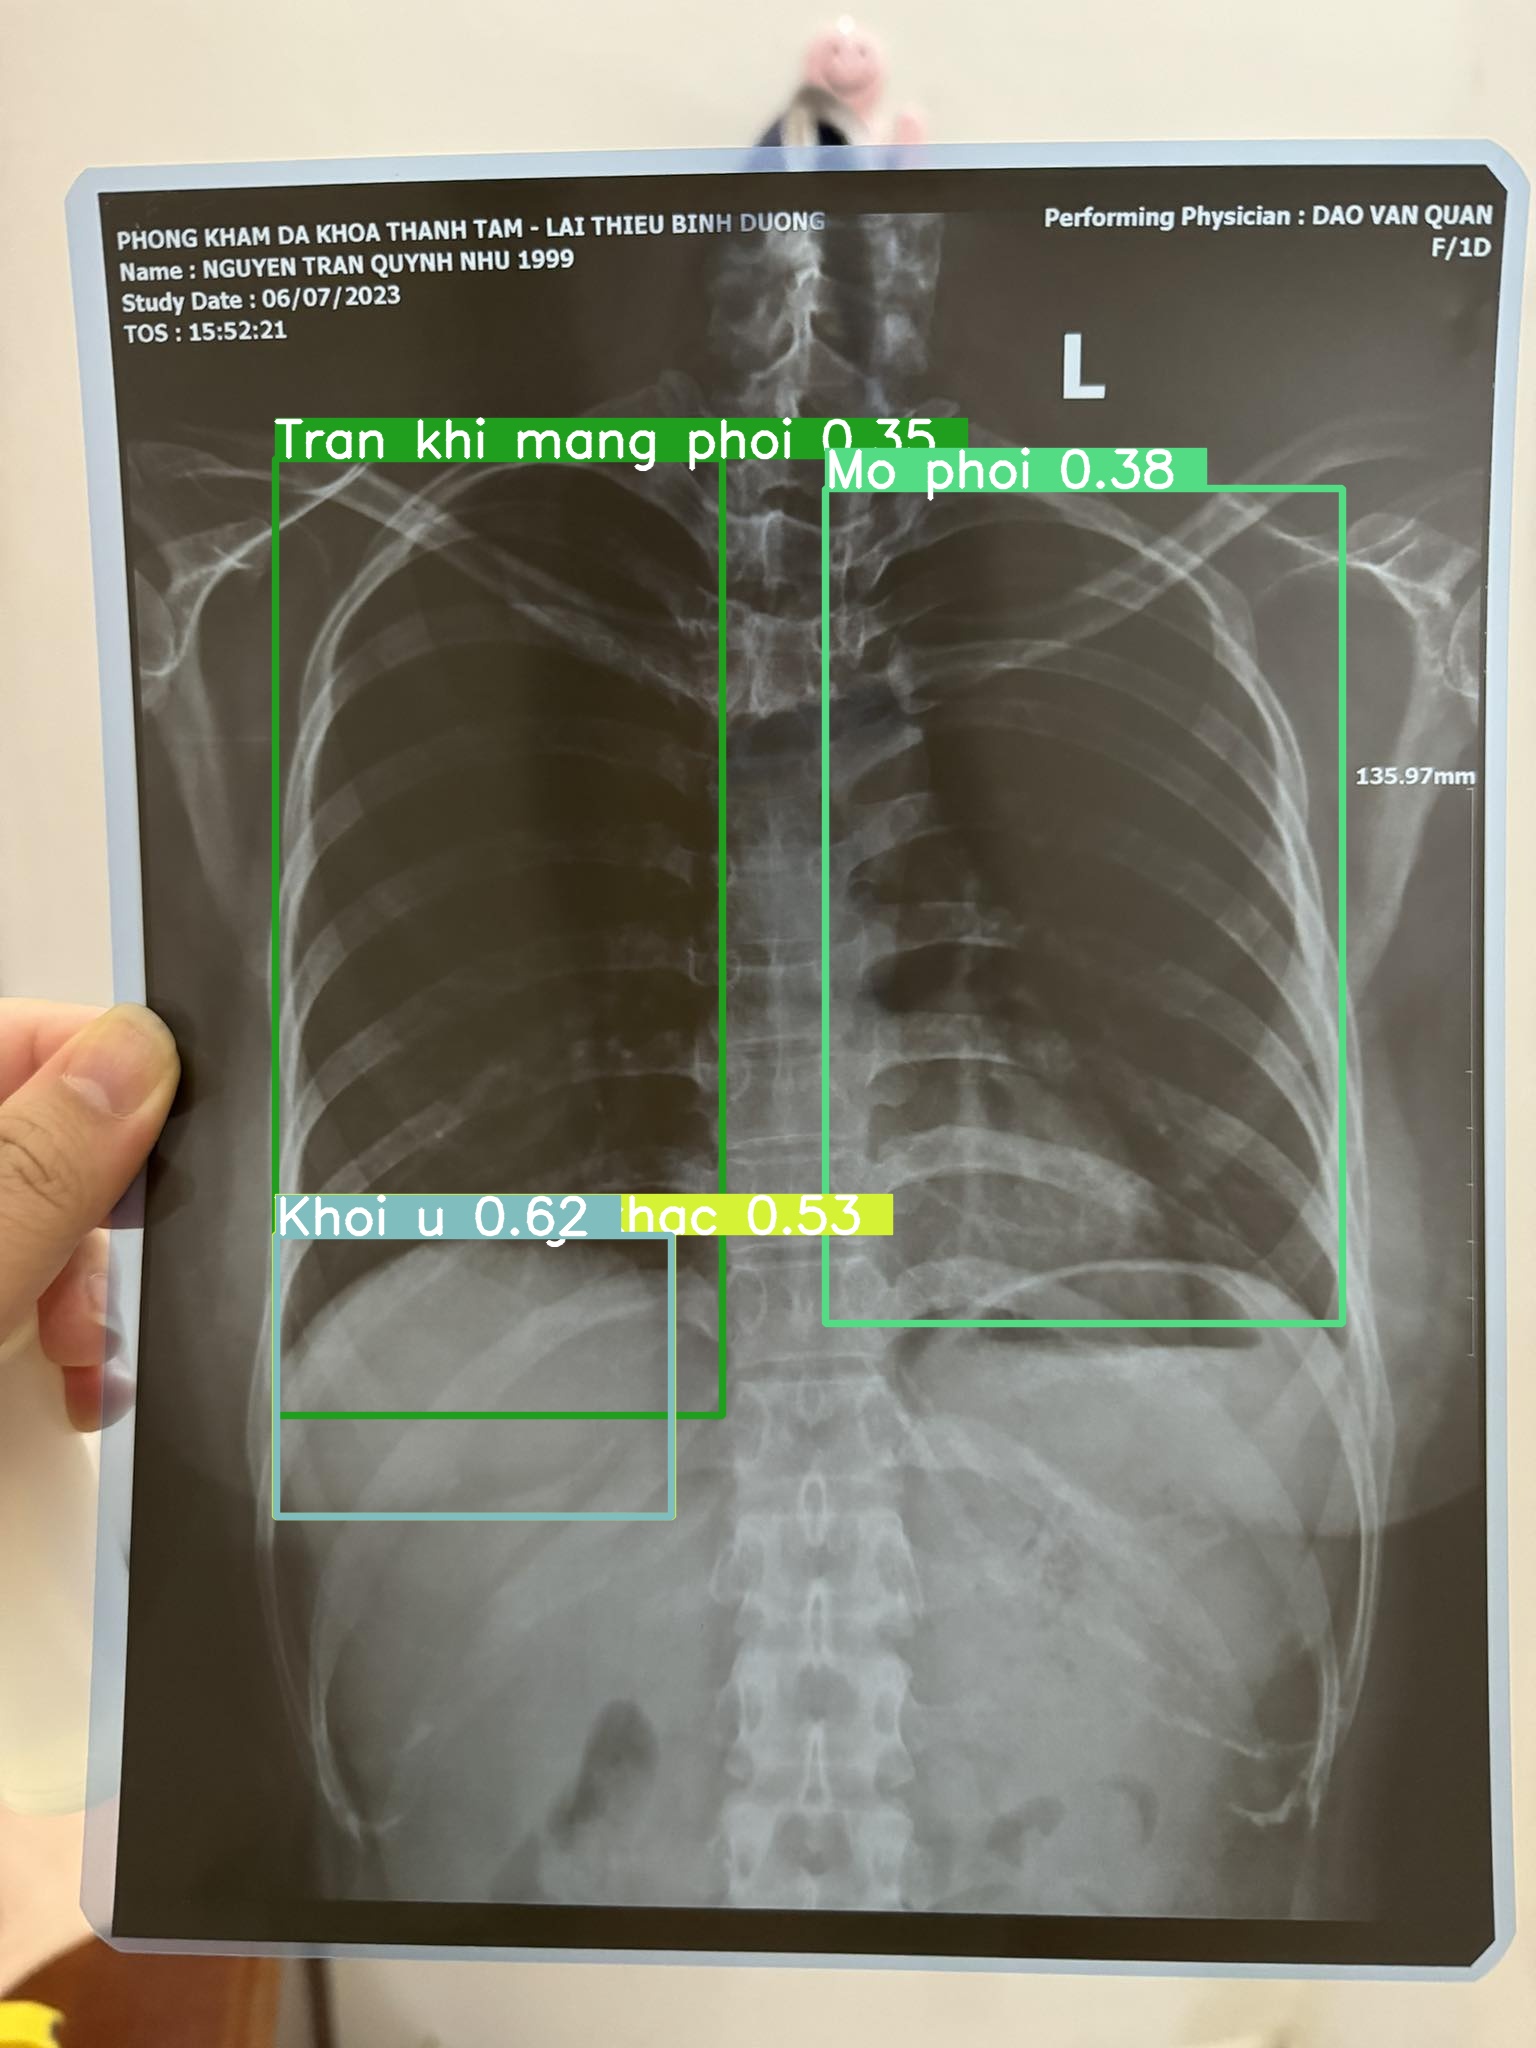 PHONG KHAM DA KHOA THANH TAM - LAI THIEU BINH DUONG
Name : NGUYEN TRAN QUYNH NHU 1999
Study Date : 06/07/2023
TOS : 15:52:21
Performing Physician : DAO VAN QUAN
F/1D
L
Tran khi mang phoi 0.35
Mo phoi 0.38
135.97mm
Khoi u 0.62
0.53